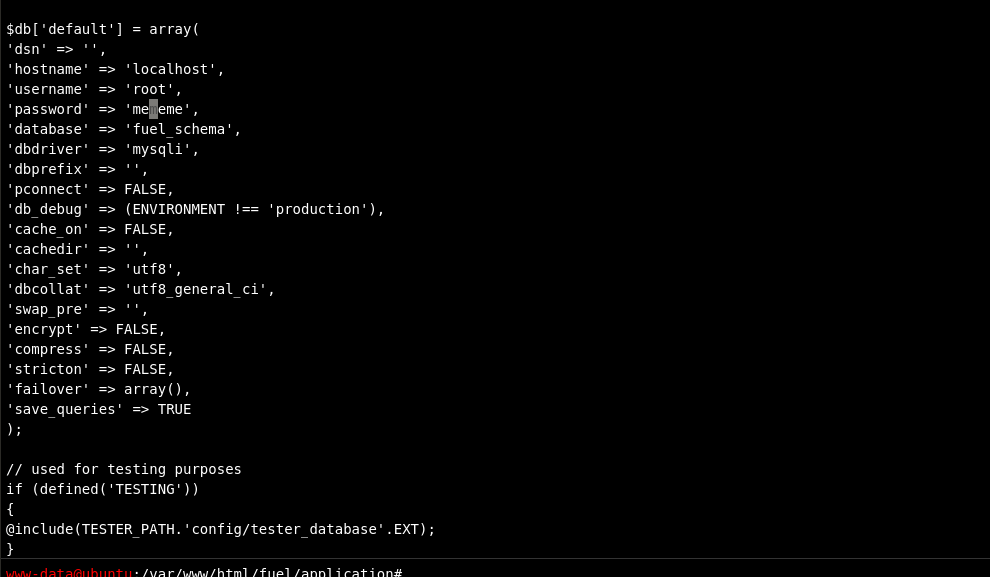 $db['default'] = array(
'dsn' => '',
'hostname' => 'localhost',
'username' => 'root',
'password' => 'mememe',
'database' => 'fuel_schema',
'dbdriver' => 'mysqli',
'dbprefix' => '',
'pconnect' => FALSE,
'db_debug' => (ENVIRONMENT !== 'production'),
'cache_on' => FALSE,
'cachedir' => '',
'char_set' => 'utf8',
'dbcollat' => 'utf8_general_ci',
'swap_pre' => '',
'encrypt' => FALSE,
'compress' => FALSE,
'stricton' => FALSE,
'failover' => array(),
'save_queries' => TRUE
);
// used for testing purposes
if (defined('TESTING'))
{
@include(TESTER_PATH.'config/tester_database'.EXT);
}
www-data@ubuntu:/var/www/html/fuel/application#